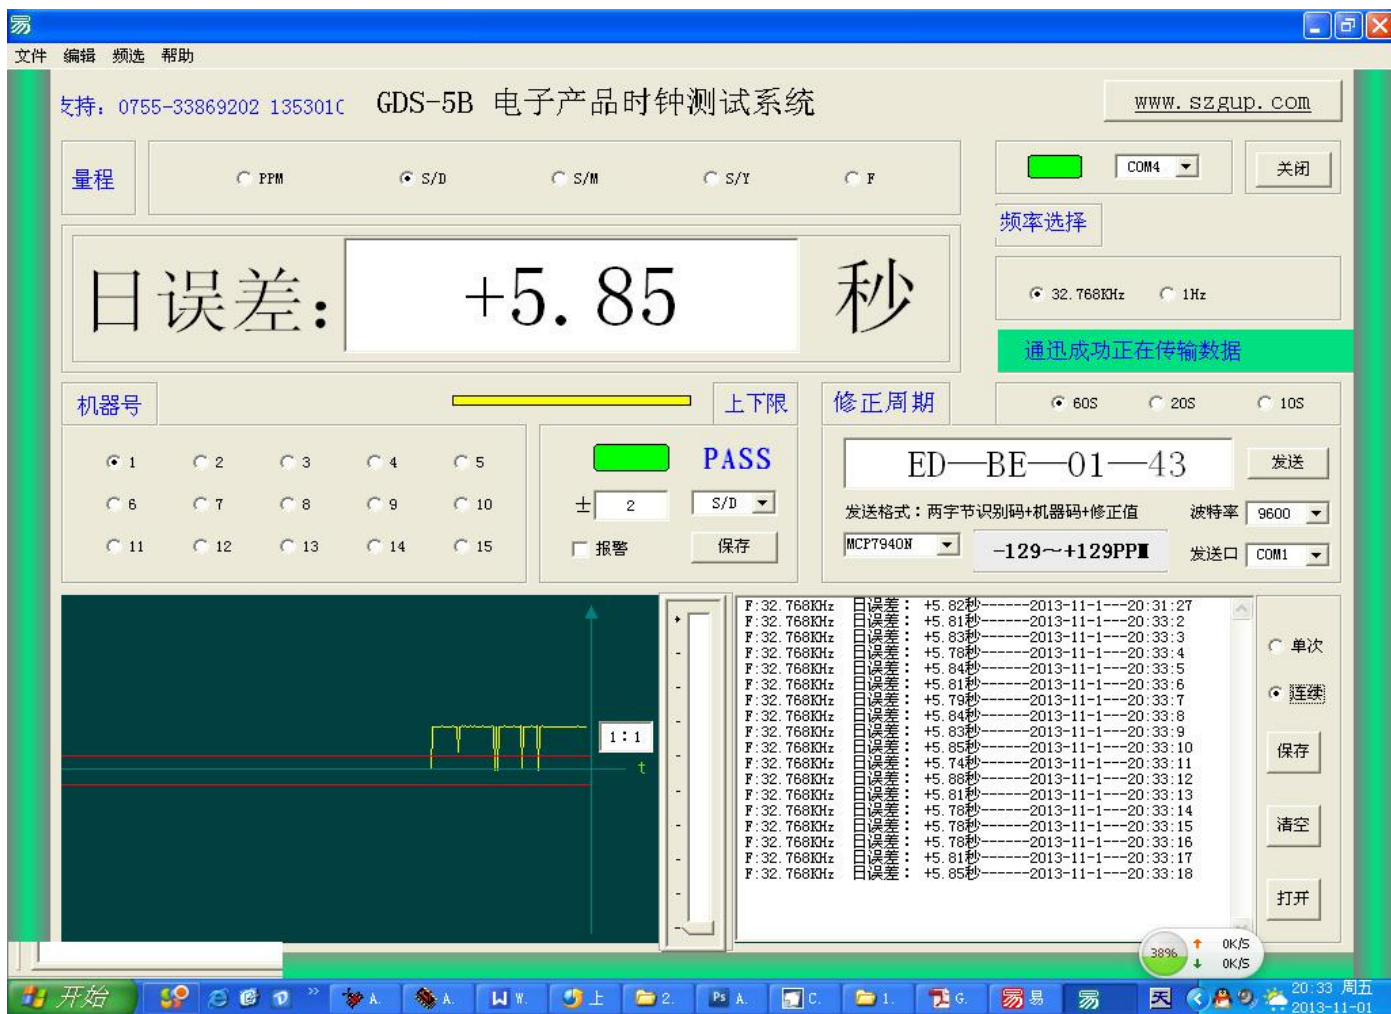 易
文件 编辑 频选 帮助
支持: 0755-33869202 135301
GDS-5B 电子产品时钟测试系统
www.szgup.com
量程
PPM S/D S/M S/Y F
COM4
关闭
频率选择
日误差: +5.85 秒
32.768KHz 1Hz
通迅成功正在传输数据
机器号
上下限
修正周期
60S 20S 10S
1 2 3 4 5
6 7 8 9 10
11 12 13 14 15
PASS
± 2 S/D
报警 保存
ED—BE—01—43 发送
发送格式：两字节识别码+机器码+修正值
波特率 9600
MCP7940N
-129～+129PPM
发送口 COM1
1:1
t
F:32.768KHz 日误差： +5.82秒------2013-11-1---20:31:27
F:32.768KHz 日误差： +5.81秒------2013-11-1---20:33:2
F:32.768KHz 日误差： +5.83秒------2013-11-1---20:33:3
F:32.768KHz 日误差： +5.78秒------2013-11-1---20:33:4
F:32.768KHz 日误差： +5.84秒------2013-11-1---20:33:5
F:32.768KHz 日误差： +5.81秒------2013-11-1---20:33:6
F:32.768KHz 日误差： +5.79秒------2013-11-1---20:33:7
F:32.768KHz 日误差： +5.84秒------2013-11-1---20:33:8
F:32.768KHz 日误差： +5.83秒------2013-11-1---20:33:9
F:32.768KHz 日误差： +5.85秒------2013-11-1---20:33:10
F:32.768KHz 日误差： +5.74秒------2013-11-1---20:33:11
F:32.768KHz 日误差： +5.88秒------2013-11-1---20:33:12
F:32.768KHz 日误差： +5.81秒------2013-11-1---20:33:13
F:32.768KHz 日误差： +5.78秒------2013-11-1---20:33:14
F:32.768KHz 日误差： +5.78秒------2013-11-1---20:33:15
F:32.768KHz 日误差： +5.78秒------2013-11-1---20:33:16
F:32.768KHz 日误差： +5.81秒------2013-11-1---20:33:17
F:32.768KHz 日误差： +5.85秒------2013-11-1---20:33:18
单次
连续
保存
清空
打开
38% 0K/S
0K/S
开始 A. A. W. 上 2. Ps A. C. 1. G. 易 易 易 天 20:33 周五
2013-11-01